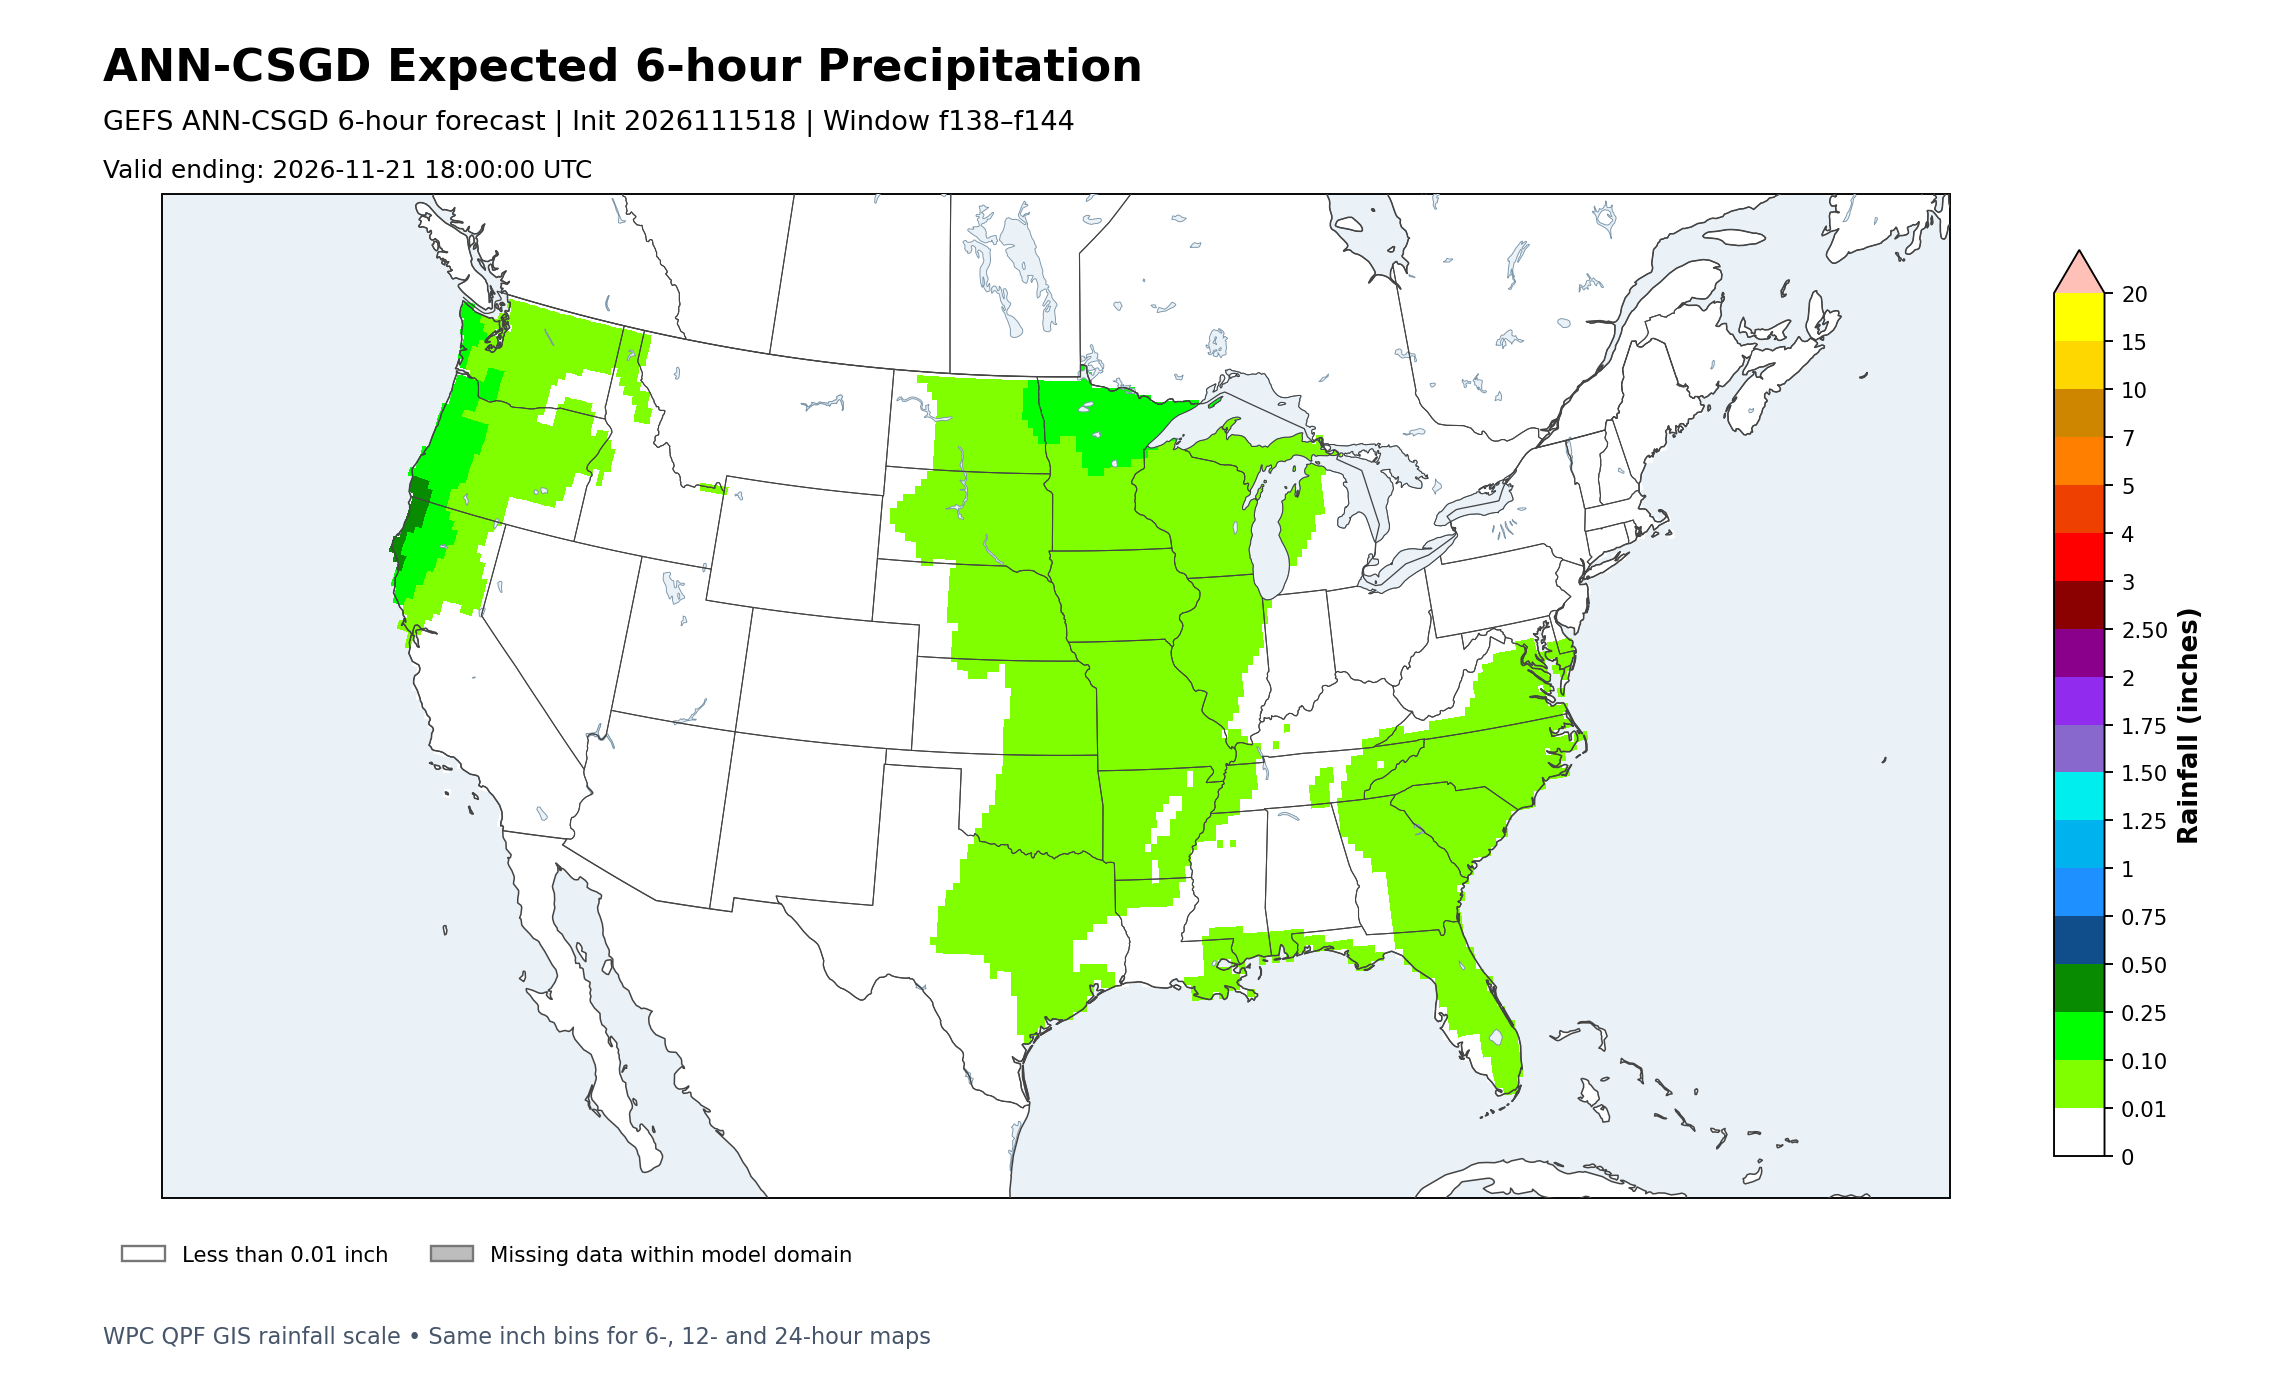 ANN-CSGD Expected 6-hour Precipitation
GEFS ANN-CSGD 6-hour forecast | Init 2026111518 | Window f138–f144
Valid ending: 2026-11-21 18:00:00 UTC
20
15
10
7
5
4
3
2.50
2
1.75
1.50
1.25
1
0.75
0.50
0.25
0.10
0.01
0
Rainfall (inches)
Less than 0.01 inch
Missing data within model domain
WPC QPF GIS rainfall scale • Same inch bins for 6-, 12- and 24-hour maps